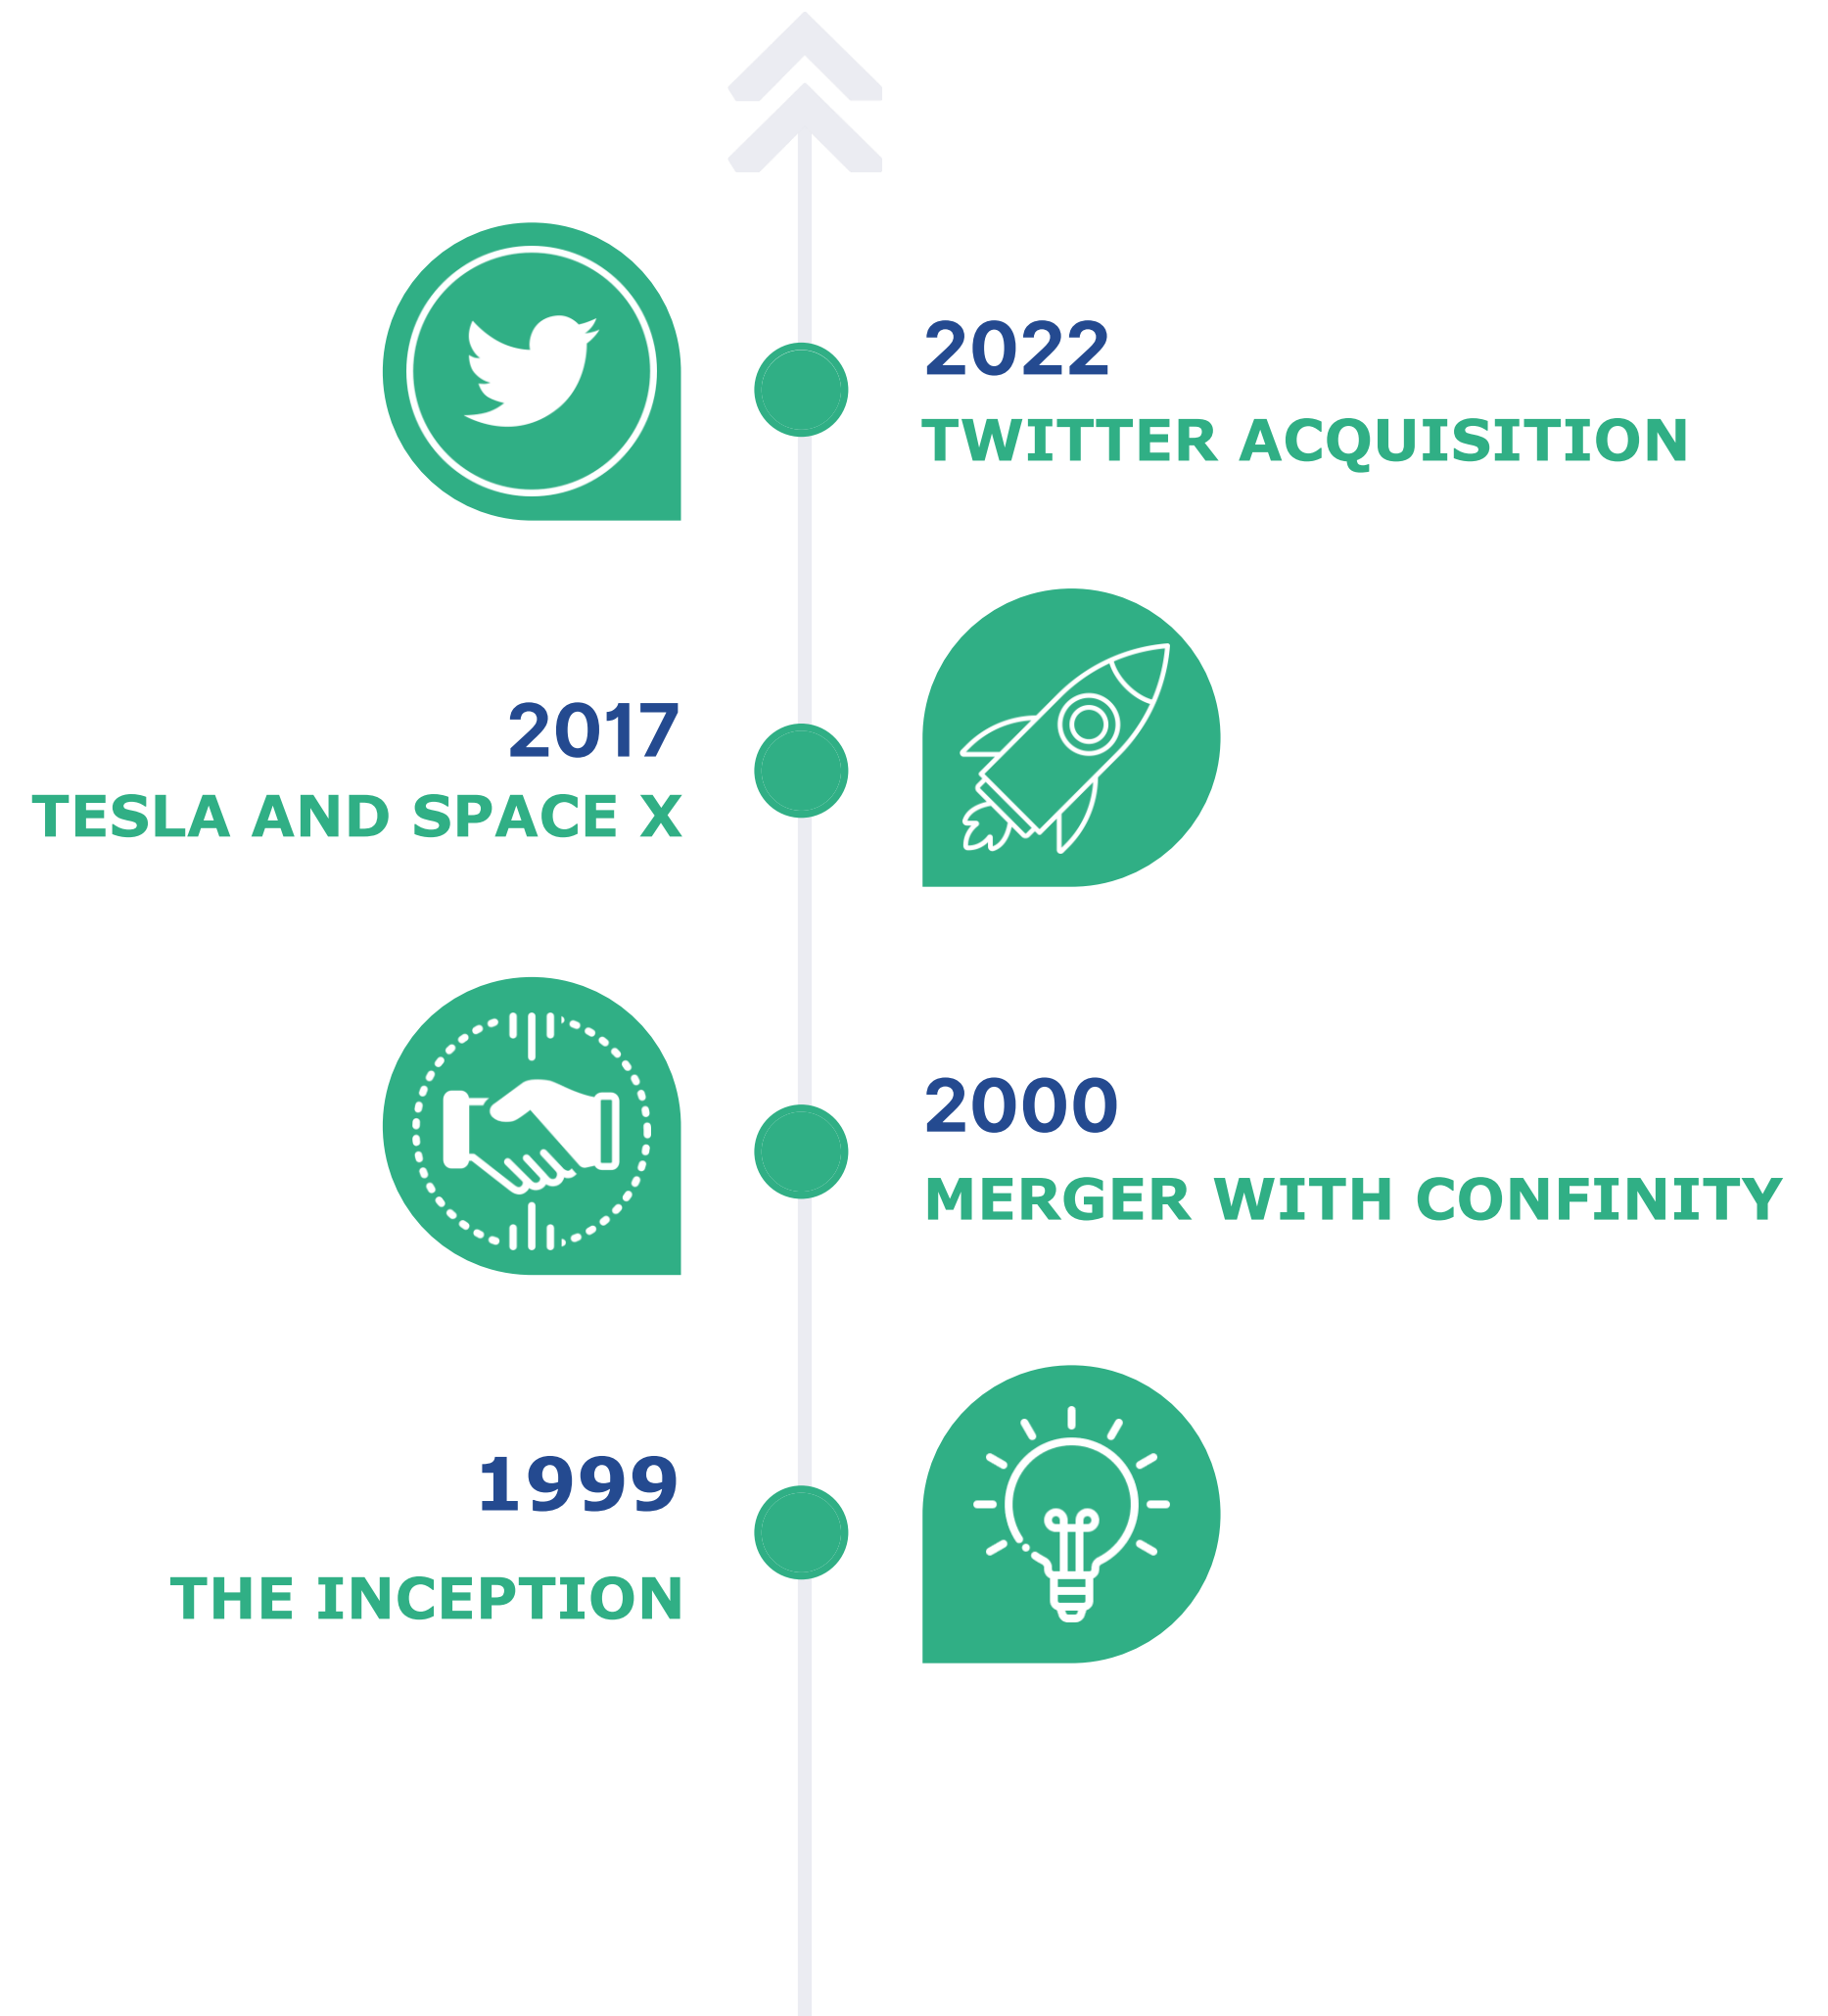 2022
TWITTER ACQUISITION
2017
TESLA AND SPACE X
2000
MERGER WITH CONFINITY
1999
THE INCEPTION